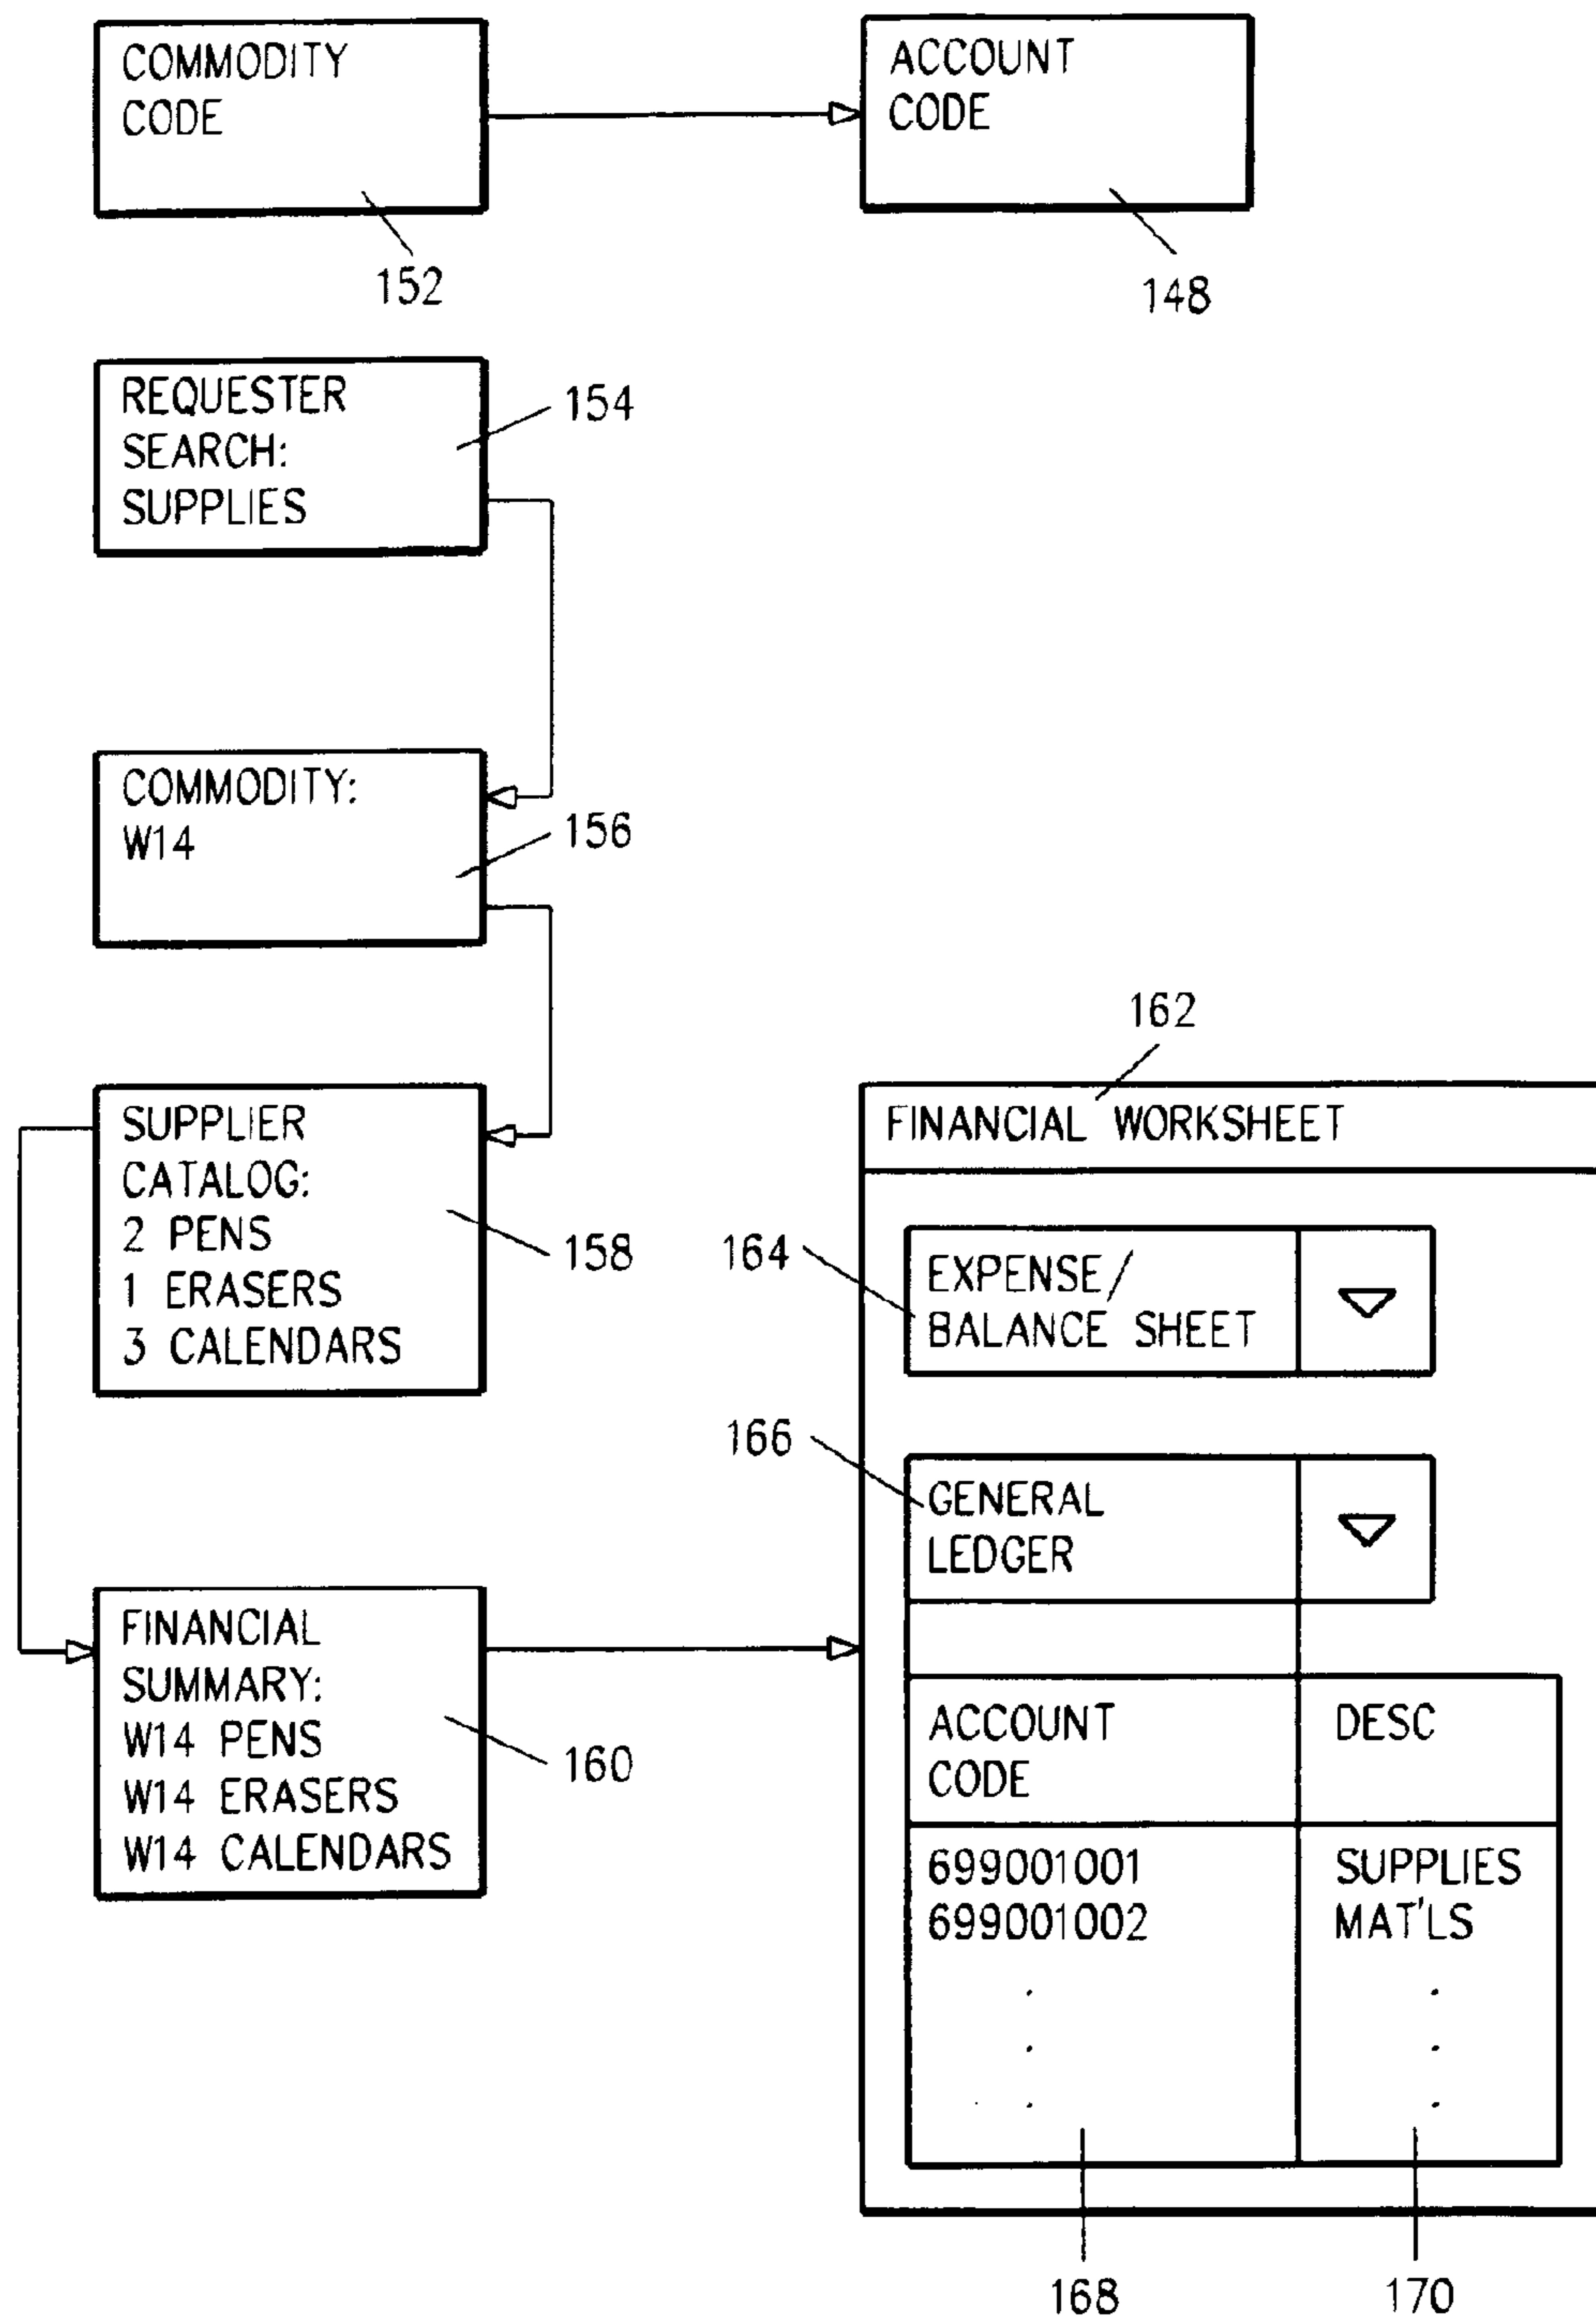 COMMODITY
CODE
152
ACCOUNT
CODE
148
REQUESTER
SEARCH:
SUPPLIES
154
COMMODITY:
W14
156
SUPPLIER
CATALOG:
2 PENS
1 ERASERS
3 CALENDARS
158
FINANCIAL
SUMMARY:
W14 PENS
W14 ERASERS
W14 CALENDARS
160
162
FINANCIAL WORKSHEET
164
EXPENSE/
BALANCE SHEET
166
GENERAL
LEDGER
ACCOUNT
CODE
DESC
699001001 SUPPLIES
699001002 MAT'LS
168
170